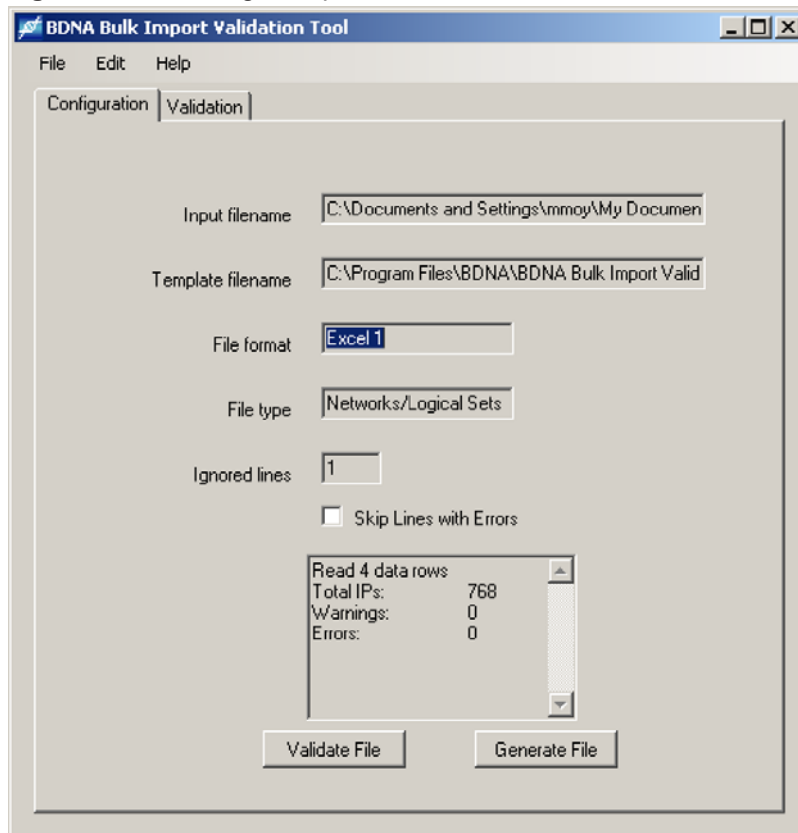 BDNA Bulk Import Validation Tool
File Edit Help
Configuration Validation
Input filename C:\Documents and Settings\mmoy\My Documen
Template filename C:\Program Files\BDNA\BDNA Bulk Import Valid
File format Excel 1
File type Networks/Logical Sets
Ignored lines 1
Skip Lines with Errors
Read 4 data rows
Total IPs: 768
Warnings: 0
Errors: 0
Validate File Generate File